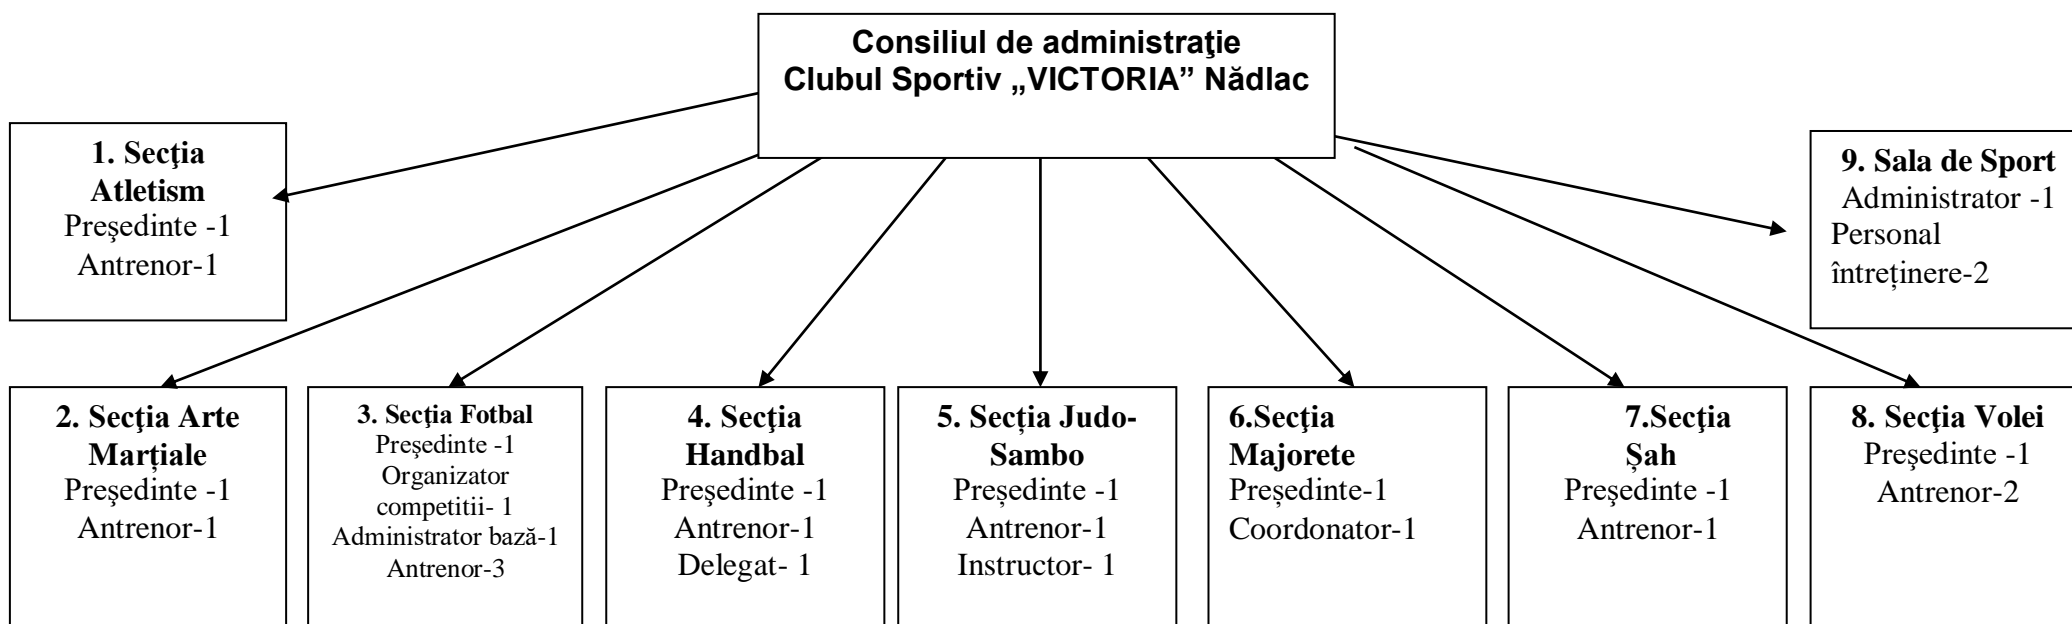 Consiliul de administraţie
Clubul Sportiv „VICTORIA” Nădlac
1. Secţia
Atletism
Preşedinte -1
Antrenor-1
9. Sala de Sport
Administrator -1
Personal
întreținere-2
2. Secţia Arte
Marțiale
Preşedinte -1
Antrenor-1
3. Secţia Fotbal
Preşedinte -1
Organizator
competitii- 1
Administrator bază-1
Antrenor-3
4. Secţia
Handbal
Preşedinte -1
Antrenor-1
Delegat- 1
5. Secția Judo-
Sambo
Președinte -1
Antrenor-1
Instructor- 1
6.Secţia
Majorete
Președinte-1
Coordonator-1
7.Secţia
Șah
Preşedinte -1
Antrenor-1
8. Secţia Volei
Preşedinte -1
Antrenor-2